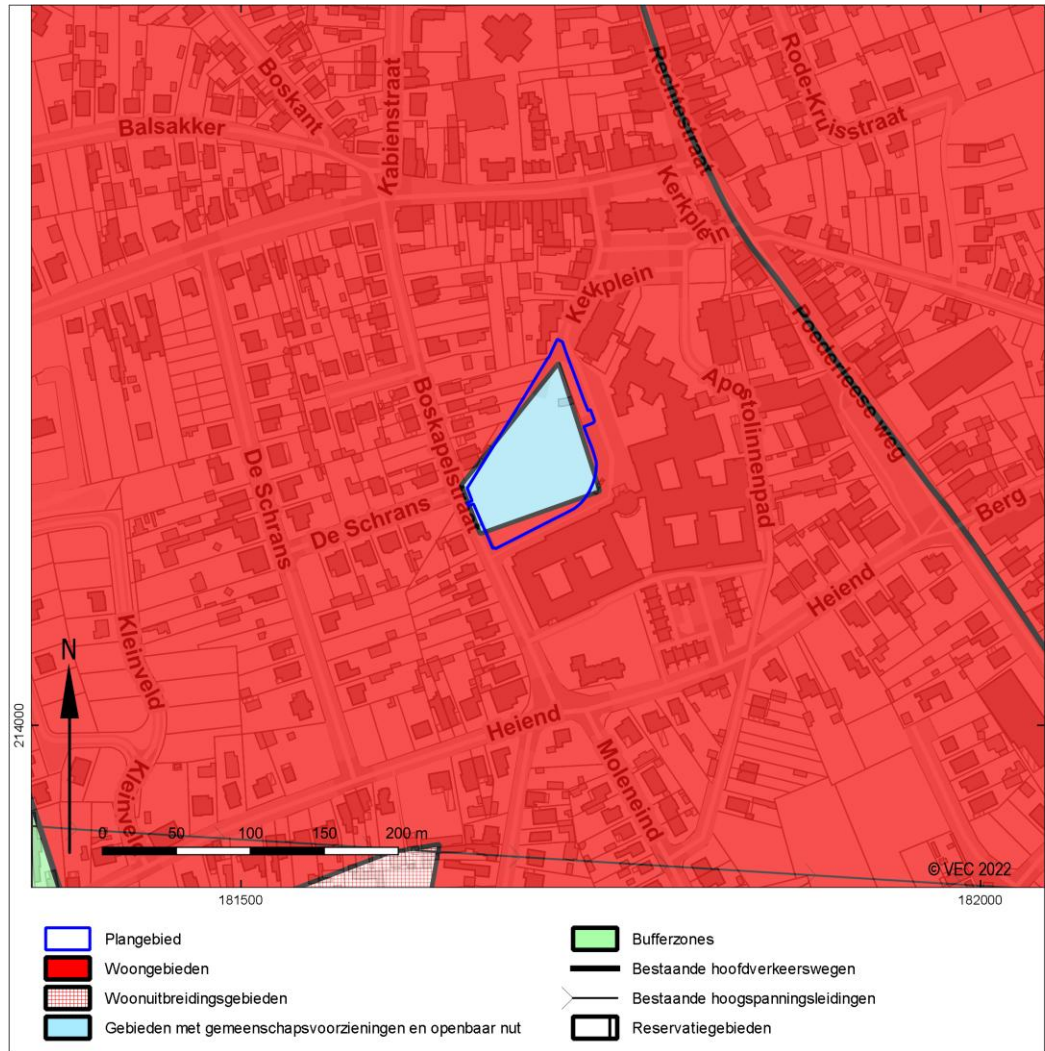 Boskant
Kabienstraat
Balsakker
Rechtestraat
Rode-Kruisstraat
Kerkplein
Kerkplein
Poederleese weg
Apostolinnenpad
Boskapelstraat
De Schrans
De Schrans
Berg
Heiend
Kleinveld
Heiend
Moleneind
Kleinveld
N
214000
0 50 100 150 200 m
© VEC 2022
181500 182000
Plangebied
Woongebieden
Woonuitbreidingsgebieden
Gebieden met gemeenschapsvoorzieningen en openbaar nut
Bufferzones
Bestaande hoofdverkeerswegen
Bestaande hoogspanningsleidingen
Reservatiegebieden